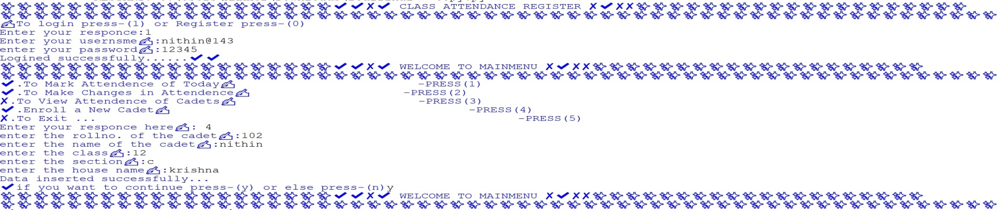 CLASS ATTENDANCE REGISTER
✍To login press-(1) or Register press-(0)
Enter your responce:1
Enter your usernsme✍:nithin@143
enter your password✍:12345
Logined successfully......✔✔
✔✔✘✔ WELCOME TO MAINMENU ✘✔✘✘
✔.To Mark Attendence of Today✍ -PRESS(1)
✔.To Make Changes in Attendence✍ -PRESS(2)
✘.To View Attendence of Cadets✍ -PRESS(3)
✔.Enroll a New Cadet✍ -PRESS(4)
✘.To Exit ... -PRESS(5)
Enter your responce here✍: 4
enter the rollno. of the cadet✍:102
enter the name of the cadet✍:nithin
enter the class✍:12
enter the section✍:c
enter the house name✍:krishna
Data inserted successfully...
✔if you want to continue press-(y) or else press-(n)y
✔✔✘✔ WELCOME TO MAINMENU ✘✔✘✘